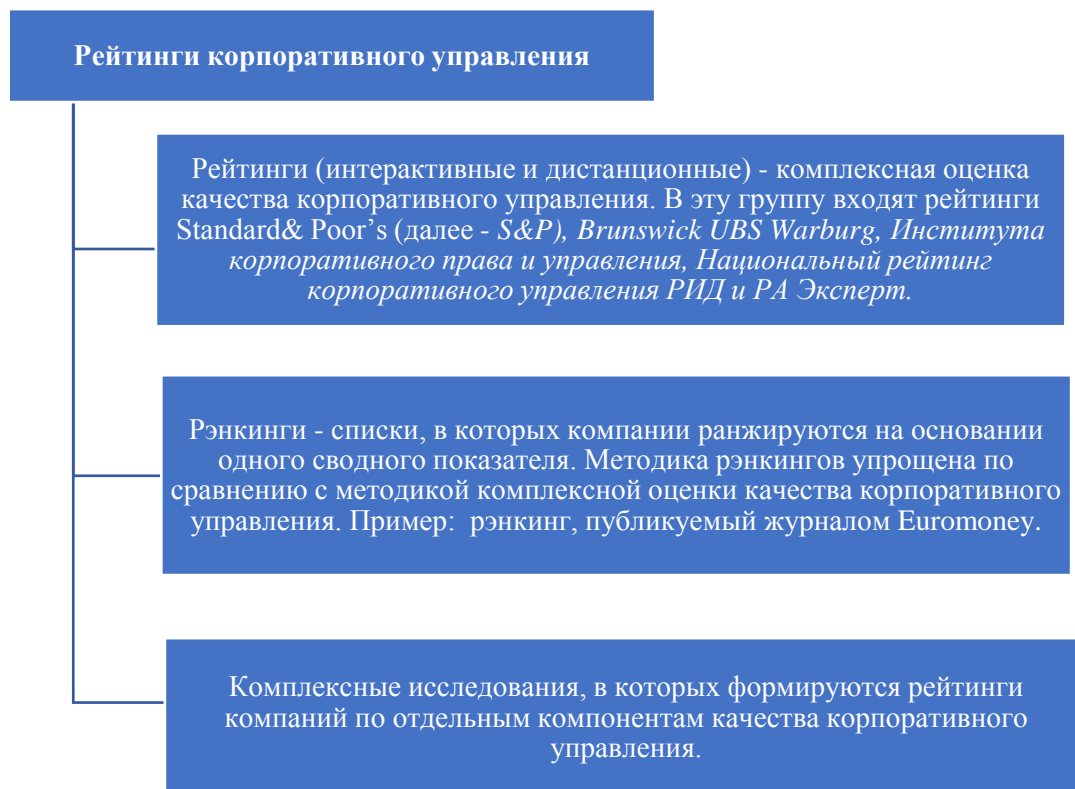 Рейтинги корпоративного управления
Рейтинги (интерактивные и дистанционные) - комплексная оценка
качества корпоративного управления. В эту группу входят рейтинги
Standard& Poor’s (далее - S&P), Brunswick UBS Warburg, Института
корпоративного права и управления, Национальный рейтинг
корпоративного управления РИД и РА Эксперт.
Рэнкинги - списки, в которых компании ранжируются на основании
одного сводного показателя. Методика рэнкингов упрощена по
сравнению с методикой комплексной оценки качества корпоративного
управления. Пример:  рэнкинг, публикуемый журналом Euromoney.
Комплексные исследования, в которых формируются рейтинги
компаний по отдельным компонентам качества корпоративного
управления.